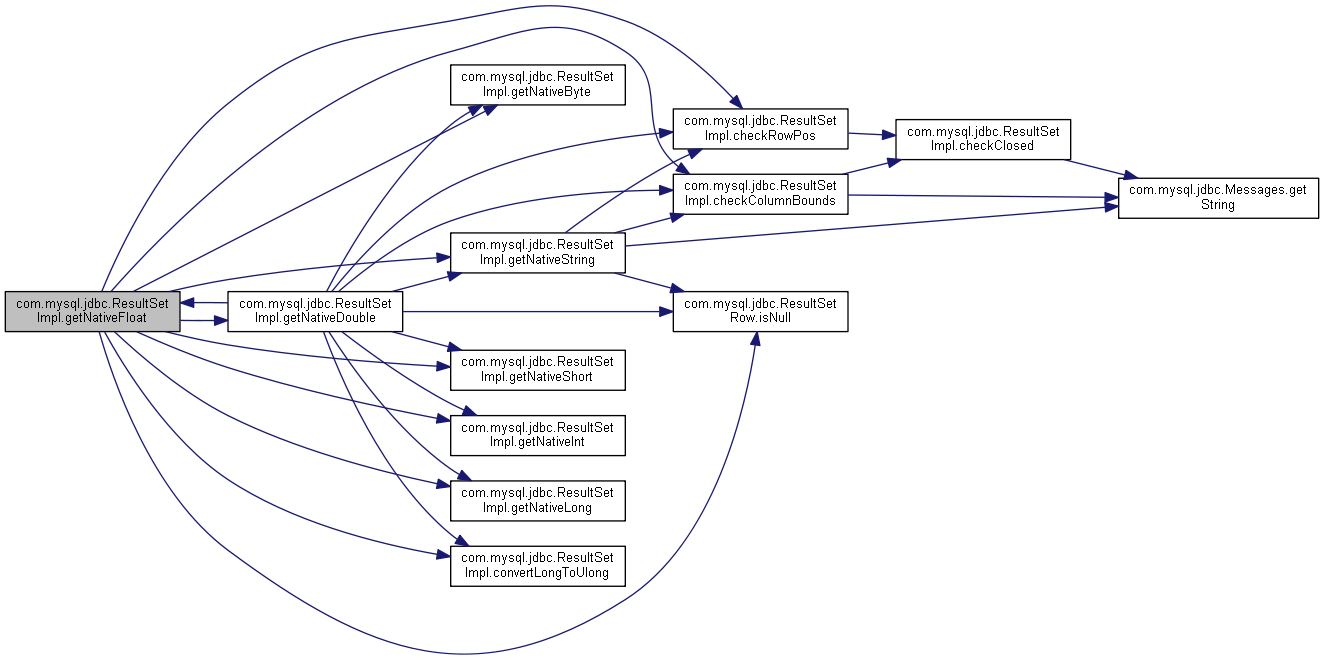 com.mysql.jdbc.ResultSet
Impl.getNativeFloat
com.mysql.jdbc.ResultSet
Impl.getNativeDouble
com.mysql.jdbc.ResultSet
Impl.getNativeByte
com.mysql.jdbc.ResultSet
Impl.getNativeString
com.mysql.jdbc.ResultSet
Impl.getNativeShort
com.mysql.jdbc.ResultSet
Impl.getNativeInt
com.mysql.jdbc.ResultSet
Impl.getNativeLong
com.mysql.jdbc.ResultSet
Impl.convertLongToUlong
com.mysql.jdbc.ResultSet
Impl.checkRowPos
com.mysql.jdbc.ResultSet
Impl.checkColumnBounds
com.mysql.jdbc.ResultSet
Row.isNull
com.mysql.jdbc.ResultSet
Impl.checkClosed
com.mysql.jdbc.Messages.get
String